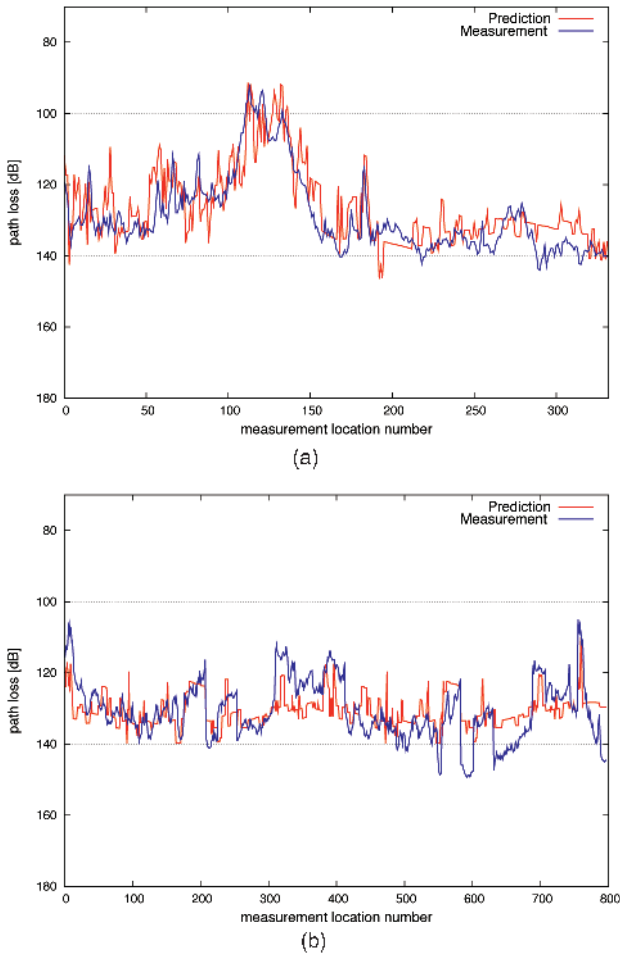 Prediction
Measurement
path loss [dB]
80
100
120
140
160
180
0 50 100 150 200 250 300
measurement location number
(a)
Prediction
Measurement
path loss [dB]
80
100
120
140
160
180
0 100 200 300 400 500 600 700 800
measurement location number
(b)